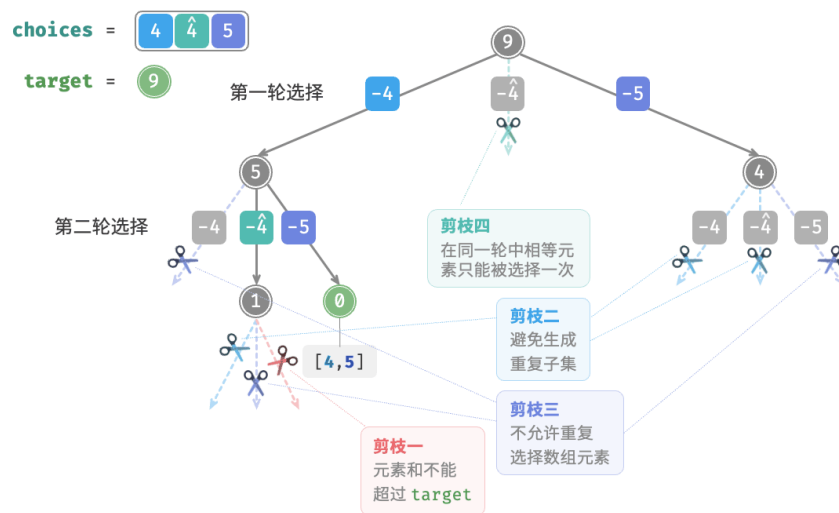 choices = 4 4̂ 5
target = 9
9
第一轮选择
-4 -4̂ -5
5 4
第二轮选择
-4 -4̂ -5
-4 -4̂ -5
剪枝四
在同一轮中相等元
素只能被选择一次
1 0
[4,5]
剪枝二
避免生成
重复子集
剪枝三
不允许重复
选择数组元素
剪枝一
元素和不能
超过 target